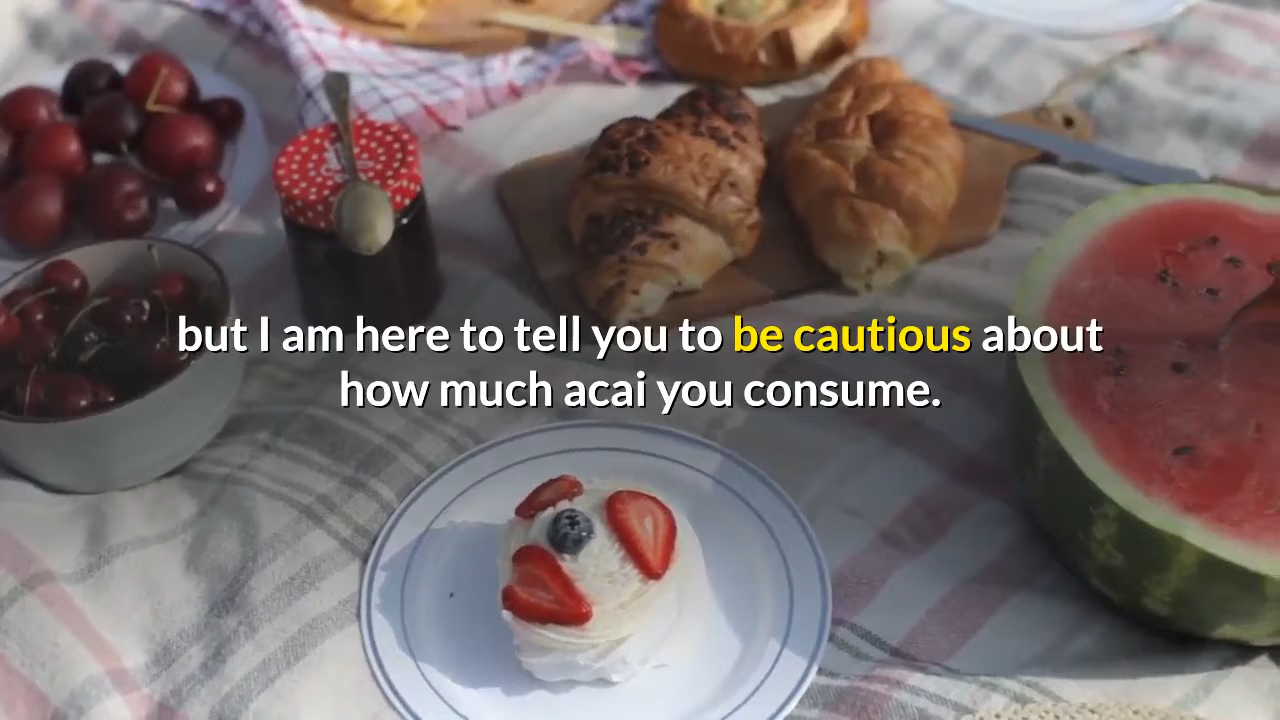 but I am here to tell you to be cautious about
how much acai you consume.